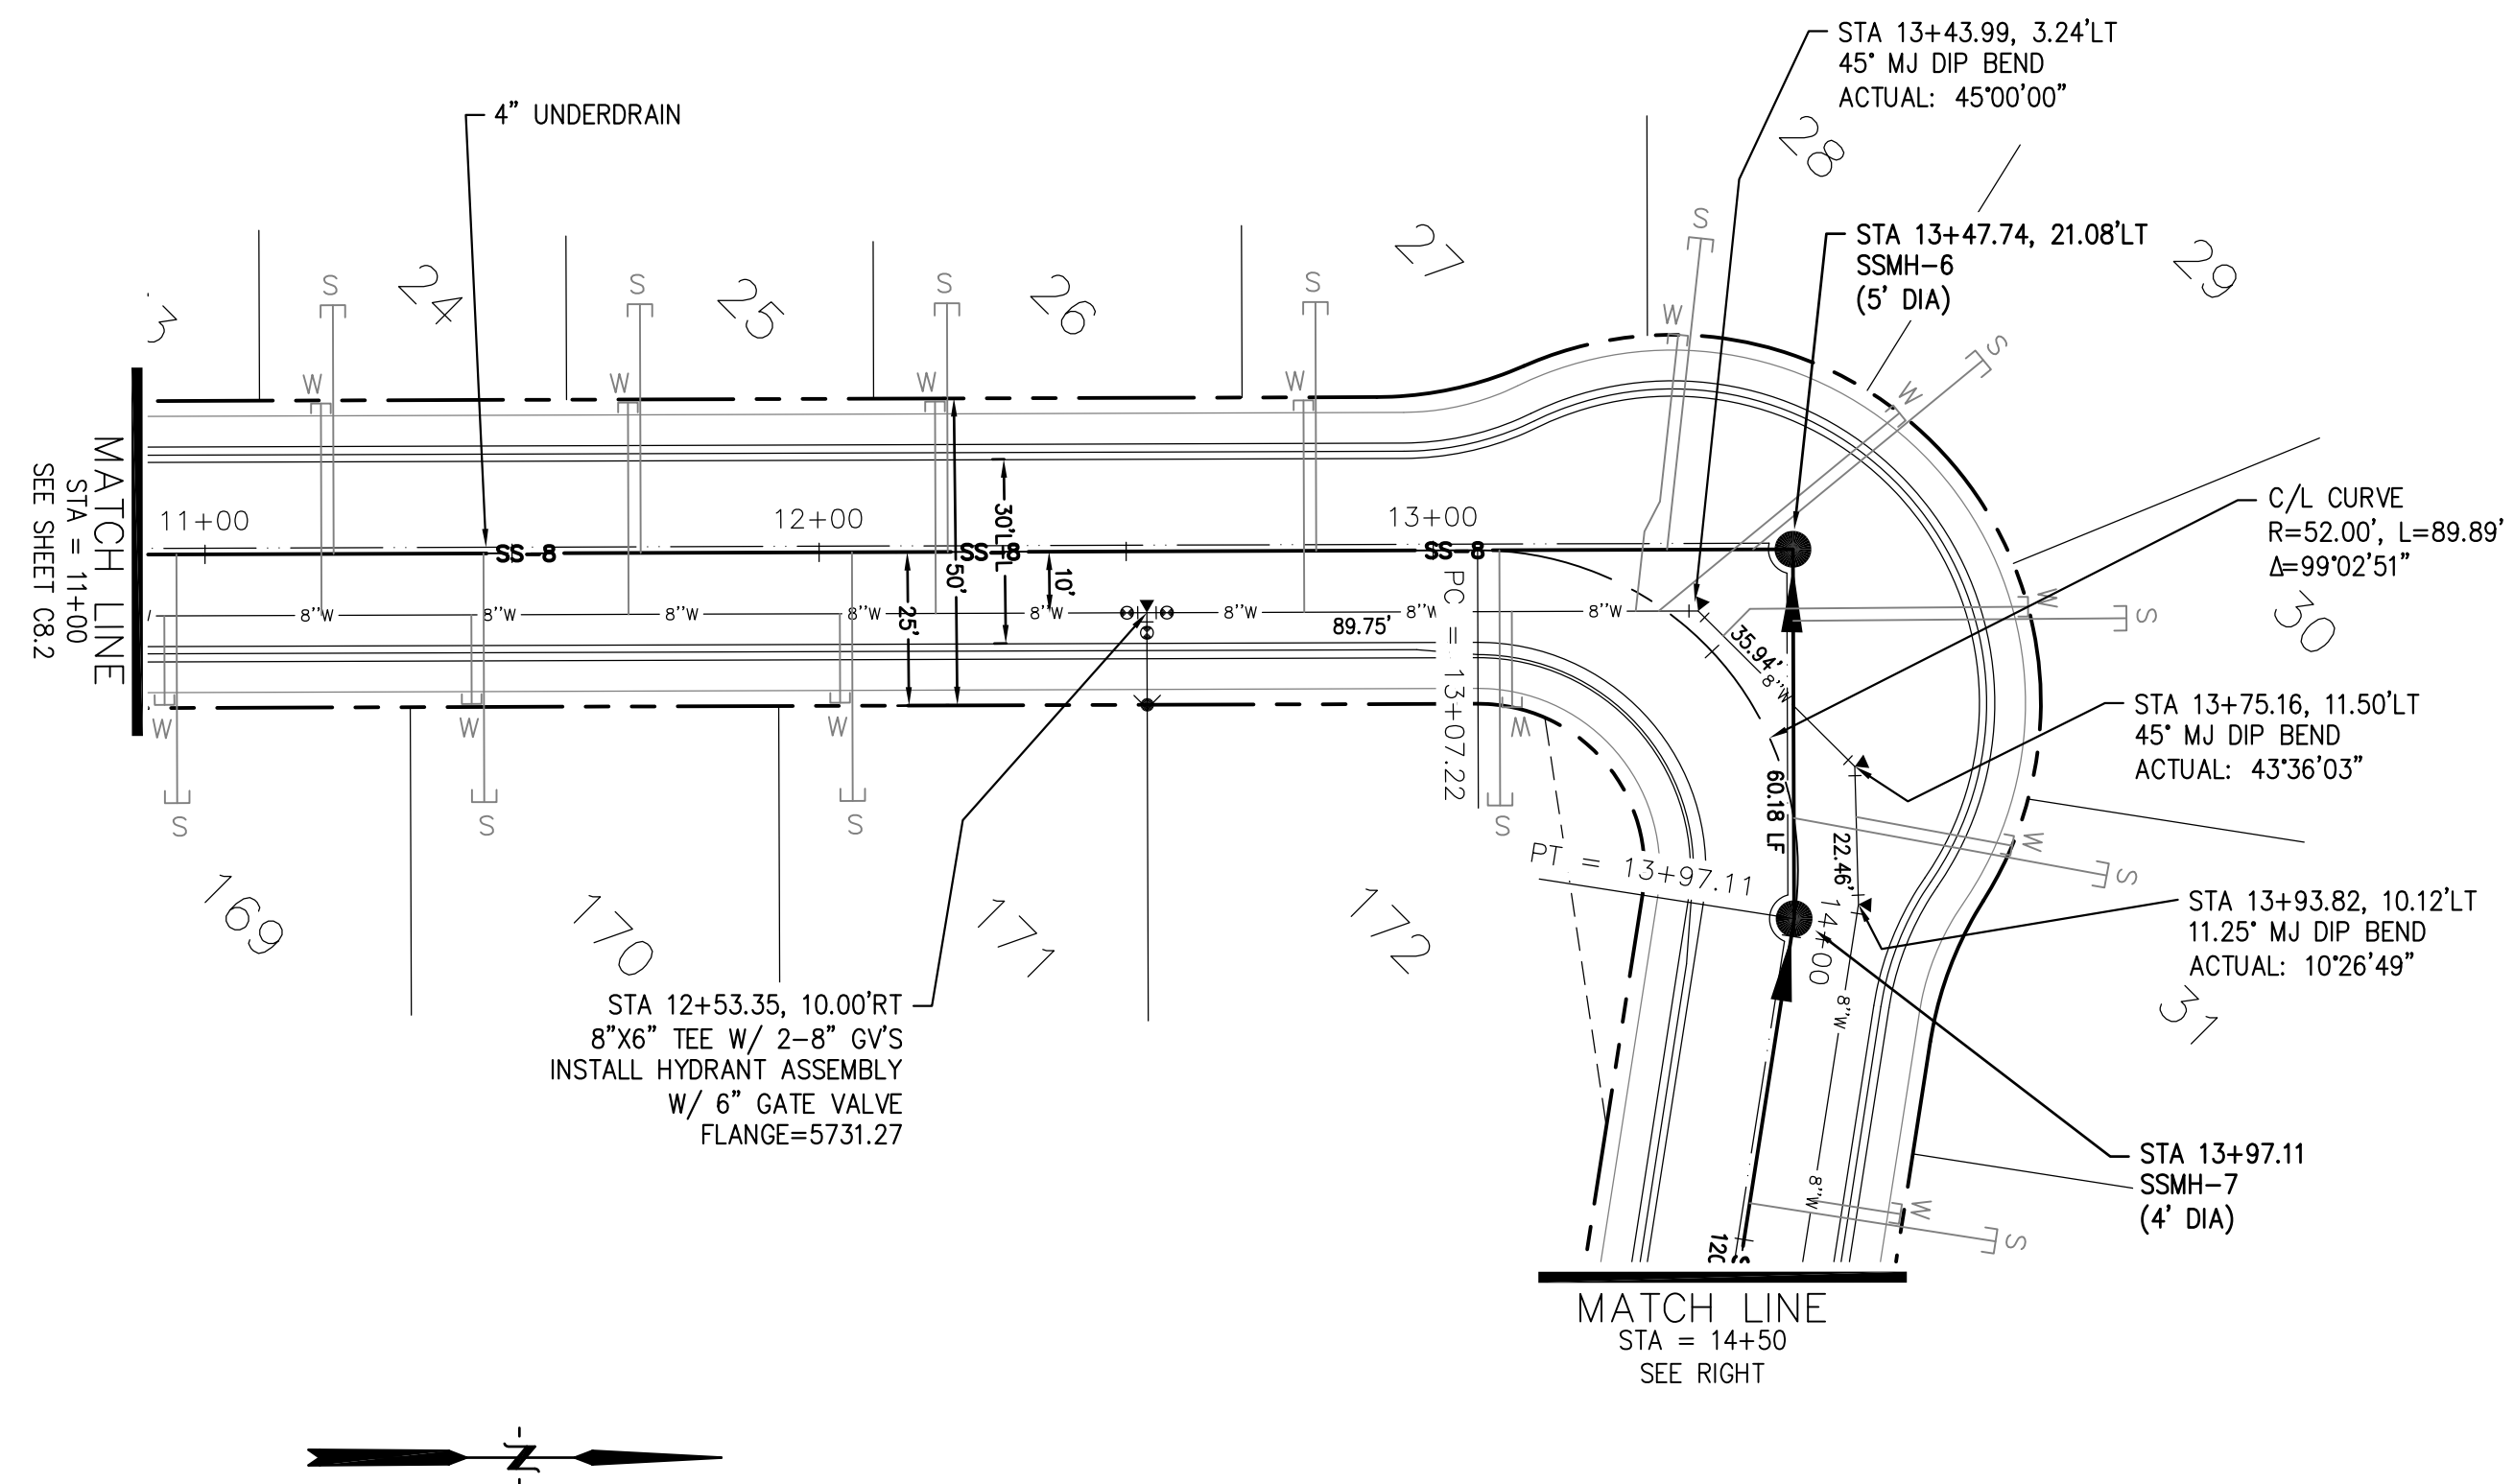 STA 13+43.99, 3.24'LT
45° MJ DIP BEND
ACTUAL: 45°00'00"
4" UNDERDRAIN
28
STA 13+47.74, 21.08'LT
SSMH-6
(5' DIA)
27
29
24
25
26
3
S
S
S
S
S
S
W
W
W
W
W
W
MATCH LINE
STA = 11+00
SEE SHEET C8.2
11+00
12+00
13+00
C/L CURVE
R=52.00', L=89.89'
Δ=99°02'51"
SS-8
SS-8
SS-8
30' L-L
50'
10'
25'
8"W
8"W
8"W
8"W
8"W
8"W
8"W
8"W
89.75'
PC = 13+07.22
35.94'
8"W
W
S
30
STA 13+75.16, 11.50'LT
45° MJ DIP BEND
ACTUAL: 43°36'03"
W
W
W
W
S
S
S
S
60.18 LF
22.46'
W
S
PT = 13+97.11
14+00
169
170
171
172
STA 13+93.82, 10.12'LT
11.25° MJ DIP BEND
ACTUAL: 10°26'49"
31
8"W
STA 12+53.35, 10.00'RT
8"X6" TEE W/ 2-8" GV'S
INSTALL HYDRANT ASSEMBLY
W/ 6" GATE VALVE
FLANGE=5731.27
STA 13+97.11
SSMH-7
(4' DIA)
8"W
W
S
MATCH LINE
STA = 14+50
SEE RIGHT
N